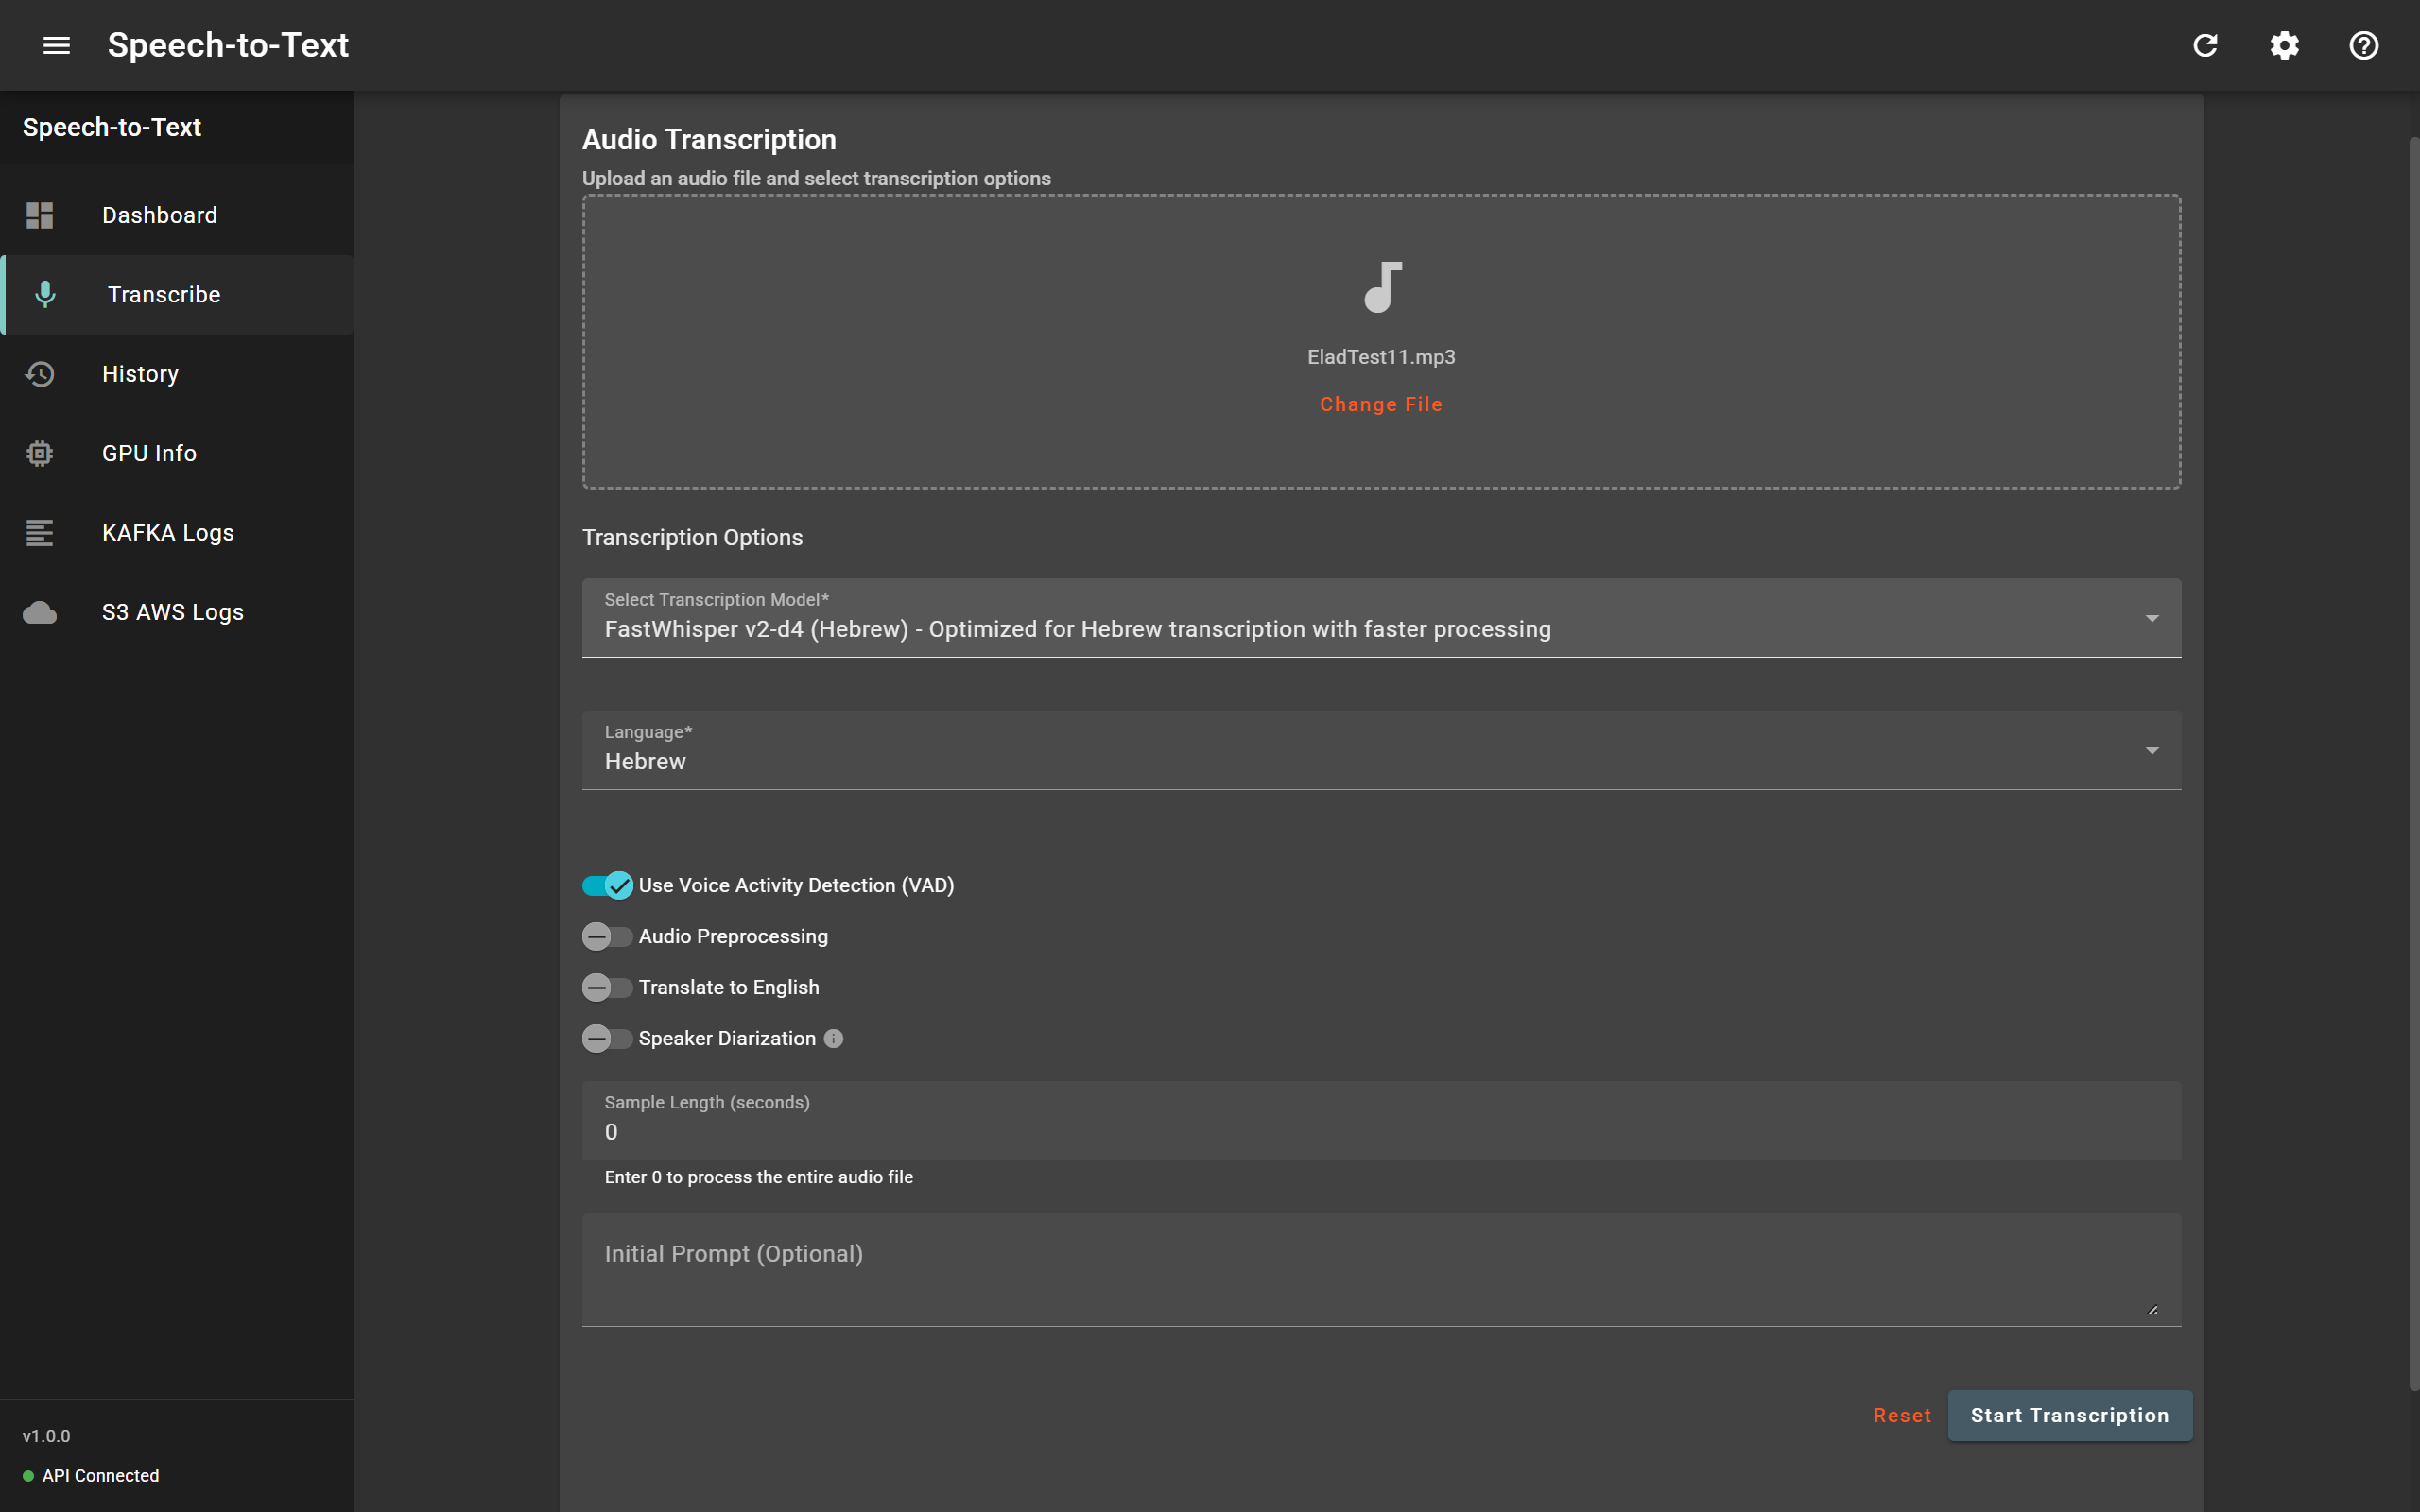 Speech-to-Text
Speech-to-Text
Dashboard
Transcribe
History
GPU Info
KAFKA Logs
S3 AWS Logs
v1.0.0
API Connected
Audio Transcription
Upload an audio file and select transcription options
EladTest11.mp3
Change File
Transcription Options
Select Transcription Model*
FastWhisper v2-d4 (Hebrew) - Optimized for Hebrew transcription with faster processing
Language*
Hebrew
Use Voice Activity Detection (VAD)
Audio Preprocessing
Translate to English
Speaker Diarization
Sample Length (seconds)
0
Enter 0 to process the entire audio file
Initial Prompt (Optional)
Reset
Start Transcription